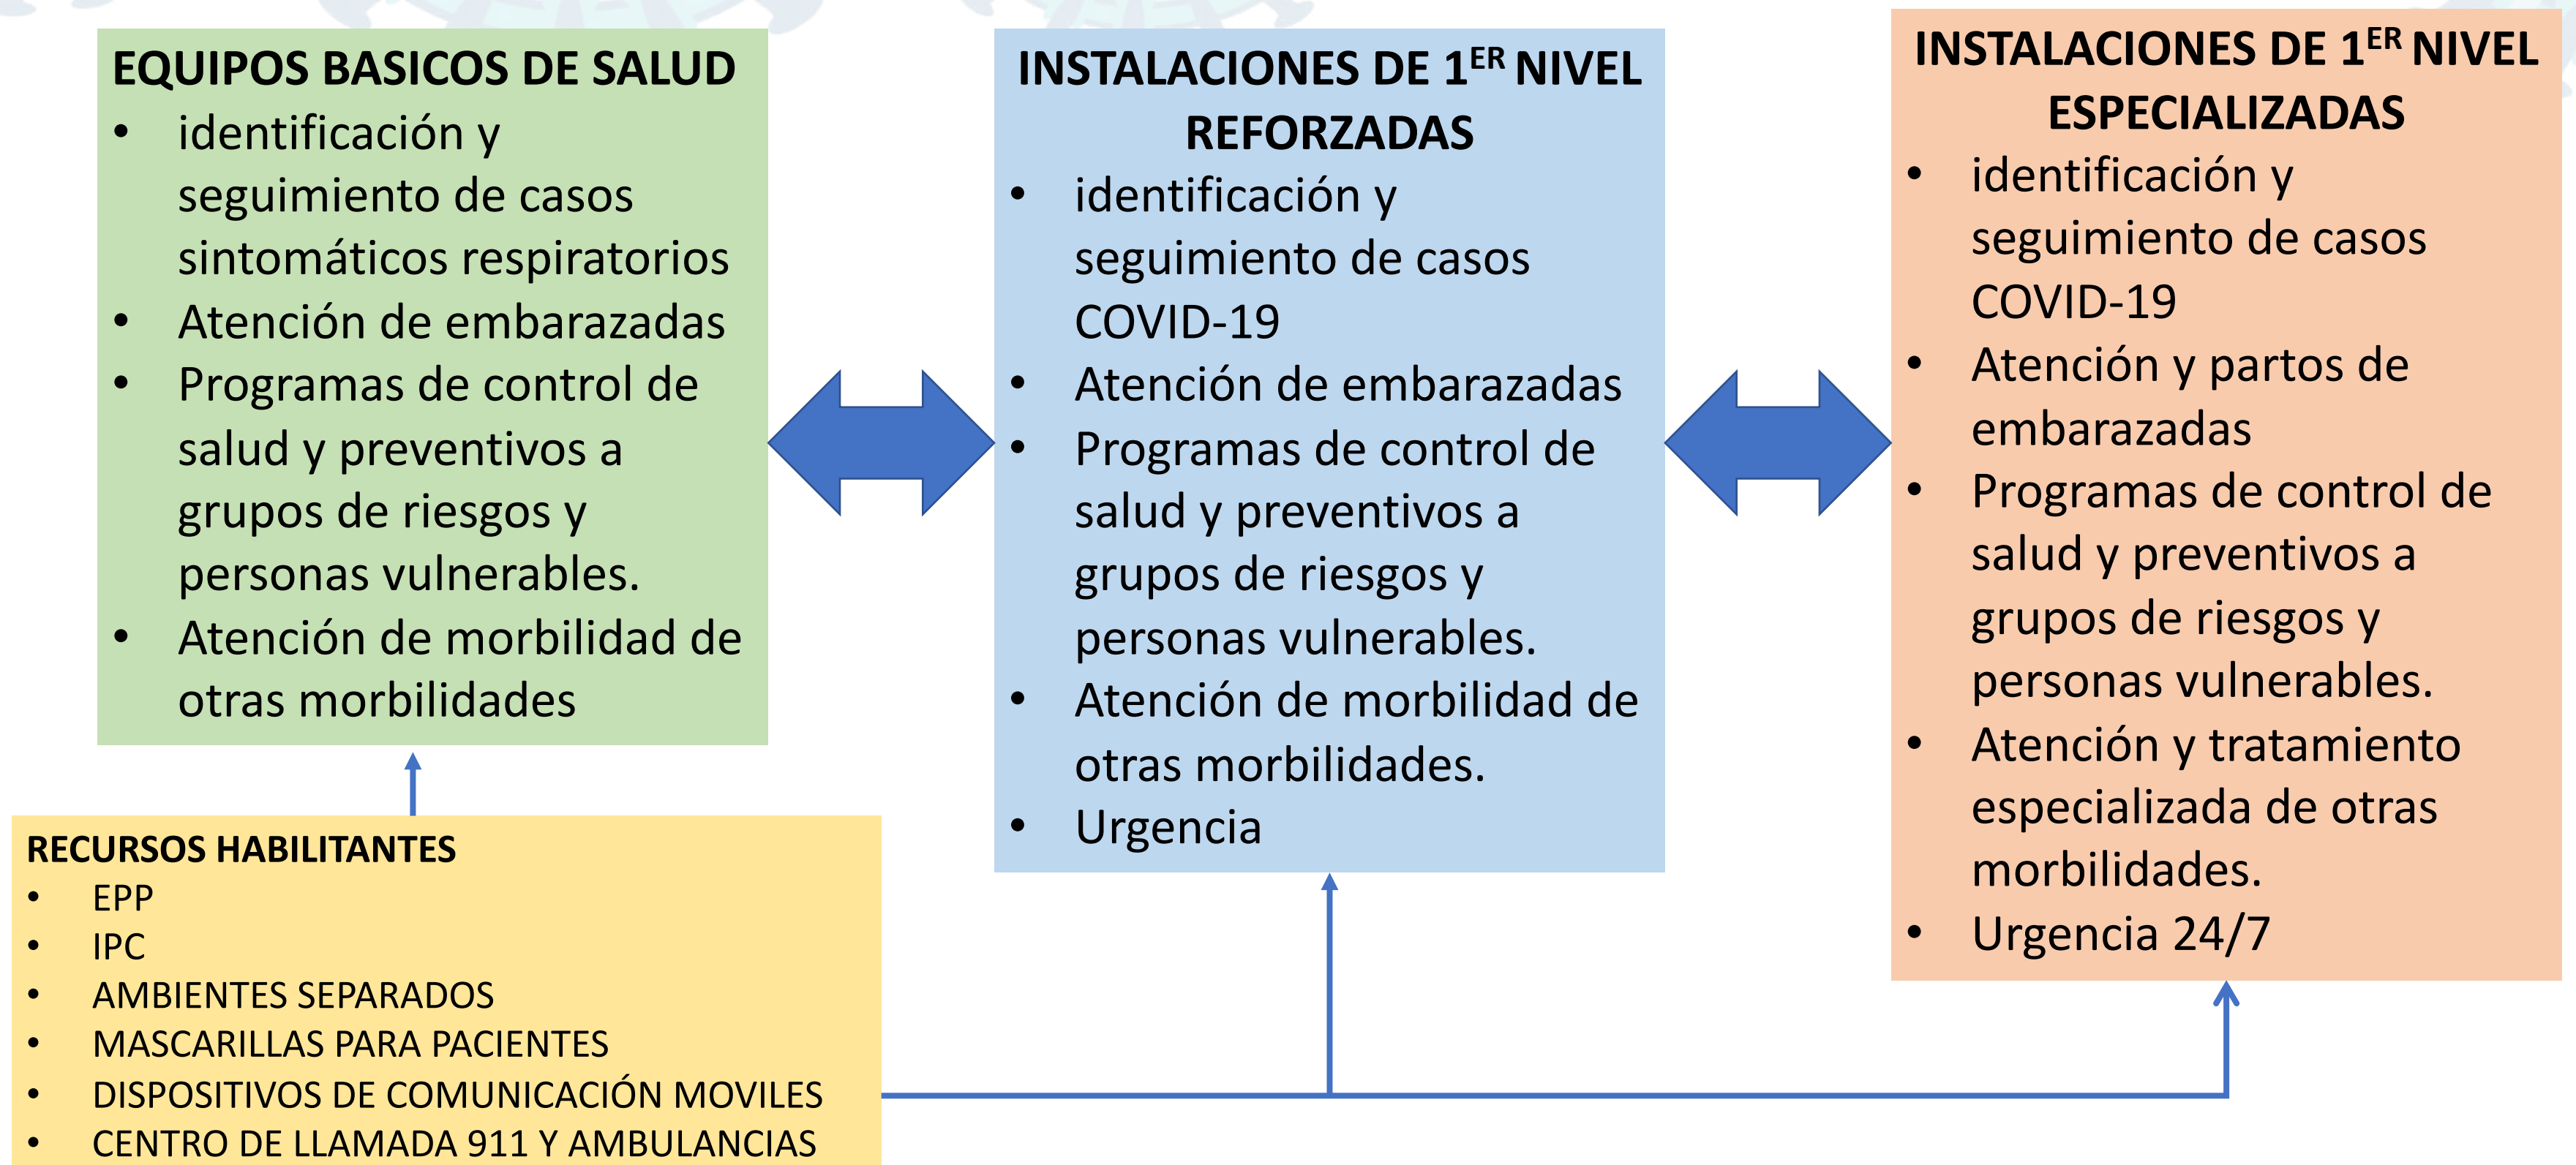 EQUIPOS BASICOS DE SALUD
• identificación y
seguimiento de casos
sintomáticos respiratorios
• Atención de embarazadas
• Programas de control de
salud y preventivos a
grupos de riesgos y
personas vulnerables.
• Atención de morbilidad de
otras morbilidades
INSTALACIONES DE 1ER NIVEL
REFORZADAS
• identificación y
seguimiento de casos
COVID-19
• Atención de embarazadas
• Programas de control de
salud y preventivos a
grupos de riesgos y
personas vulnerables.
• Atención de morbilidad de
otras morbilidades.
• Urgencia
INSTALACIONES DE 1ER NIVEL
ESPECIALIZADAS
• identificación y
seguimiento de casos
COVID-19
• Atención y partos de
embarazadas
• Programas de control de
salud y preventivos a
grupos de riesgos y
personas vulnerables.
• Atención y tratamiento
especializada de otras
morbilidades.
• Urgencia 24/7
RECURSOS HABILITANTES
• EPP
• IPC
• AMBIENTES SEPARADOS
• MASCARILLAS PARA PACIENTES
• DISPOSITIVOS DE COMUNICACIÓN MOVILES
• CENTRO DE LLAMADA 911 Y AMBULANCIAS